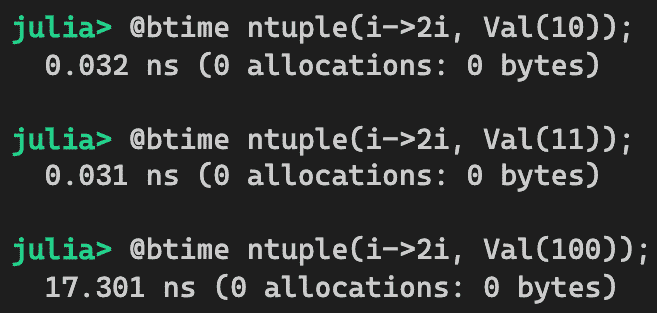 julia> @btime ntuple(i->2i, Val(10));
  0.032 ns (0 allocations: 0 bytes)
julia> @btime ntuple(i->2i, Val(11));
  0.031 ns (0 allocations: 0 bytes)
julia> @btime ntuple(i->2i, Val(100));
  17.301 ns (0 allocations: 0 bytes)